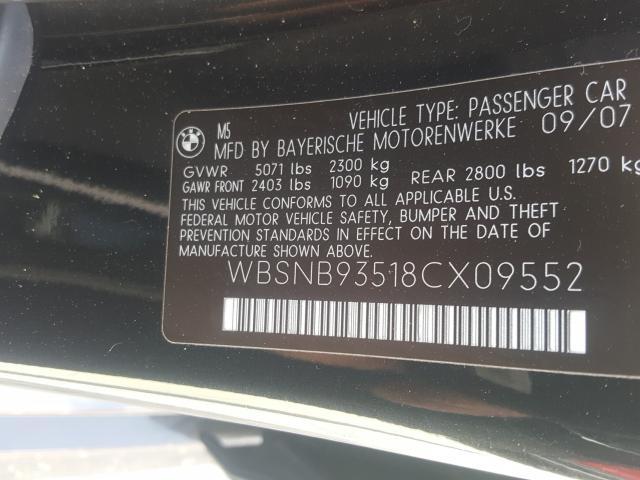 BMW
M5 VEHICLE TYPE: PASSENGER CAR
MFD BY BAYERISCHE MOTORENWERKE 09/07
GVWR 5071 lbs 2300 kg
GAWR FRONT 2403 lbs 1090 kg REAR 2800 lbs 1270 kg
THIS VEHICLE CONFORMS TO ALL APPLICABLE U.S.
FEDERAL MOTOR VEHICLE SAFETY, BUMPER AND THEFT
PREVENTION STANDARDS IN EFFECT ON THE DATE OF
MANUFACTURE SHOWN ABOVE.
WBSNB93518CX09552